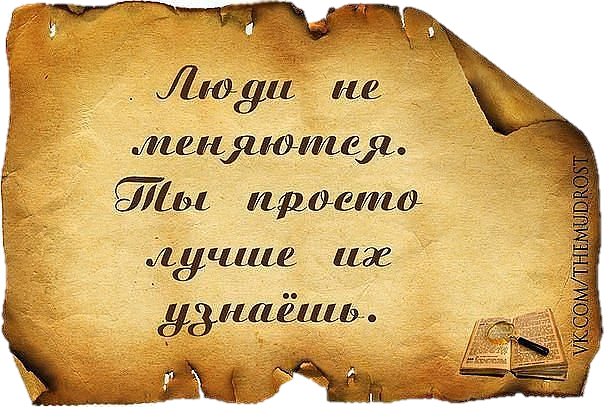 Люди не
меняются.
Ты просто
лучше их
узнаёшь.
VK.COM/THEMUDROST